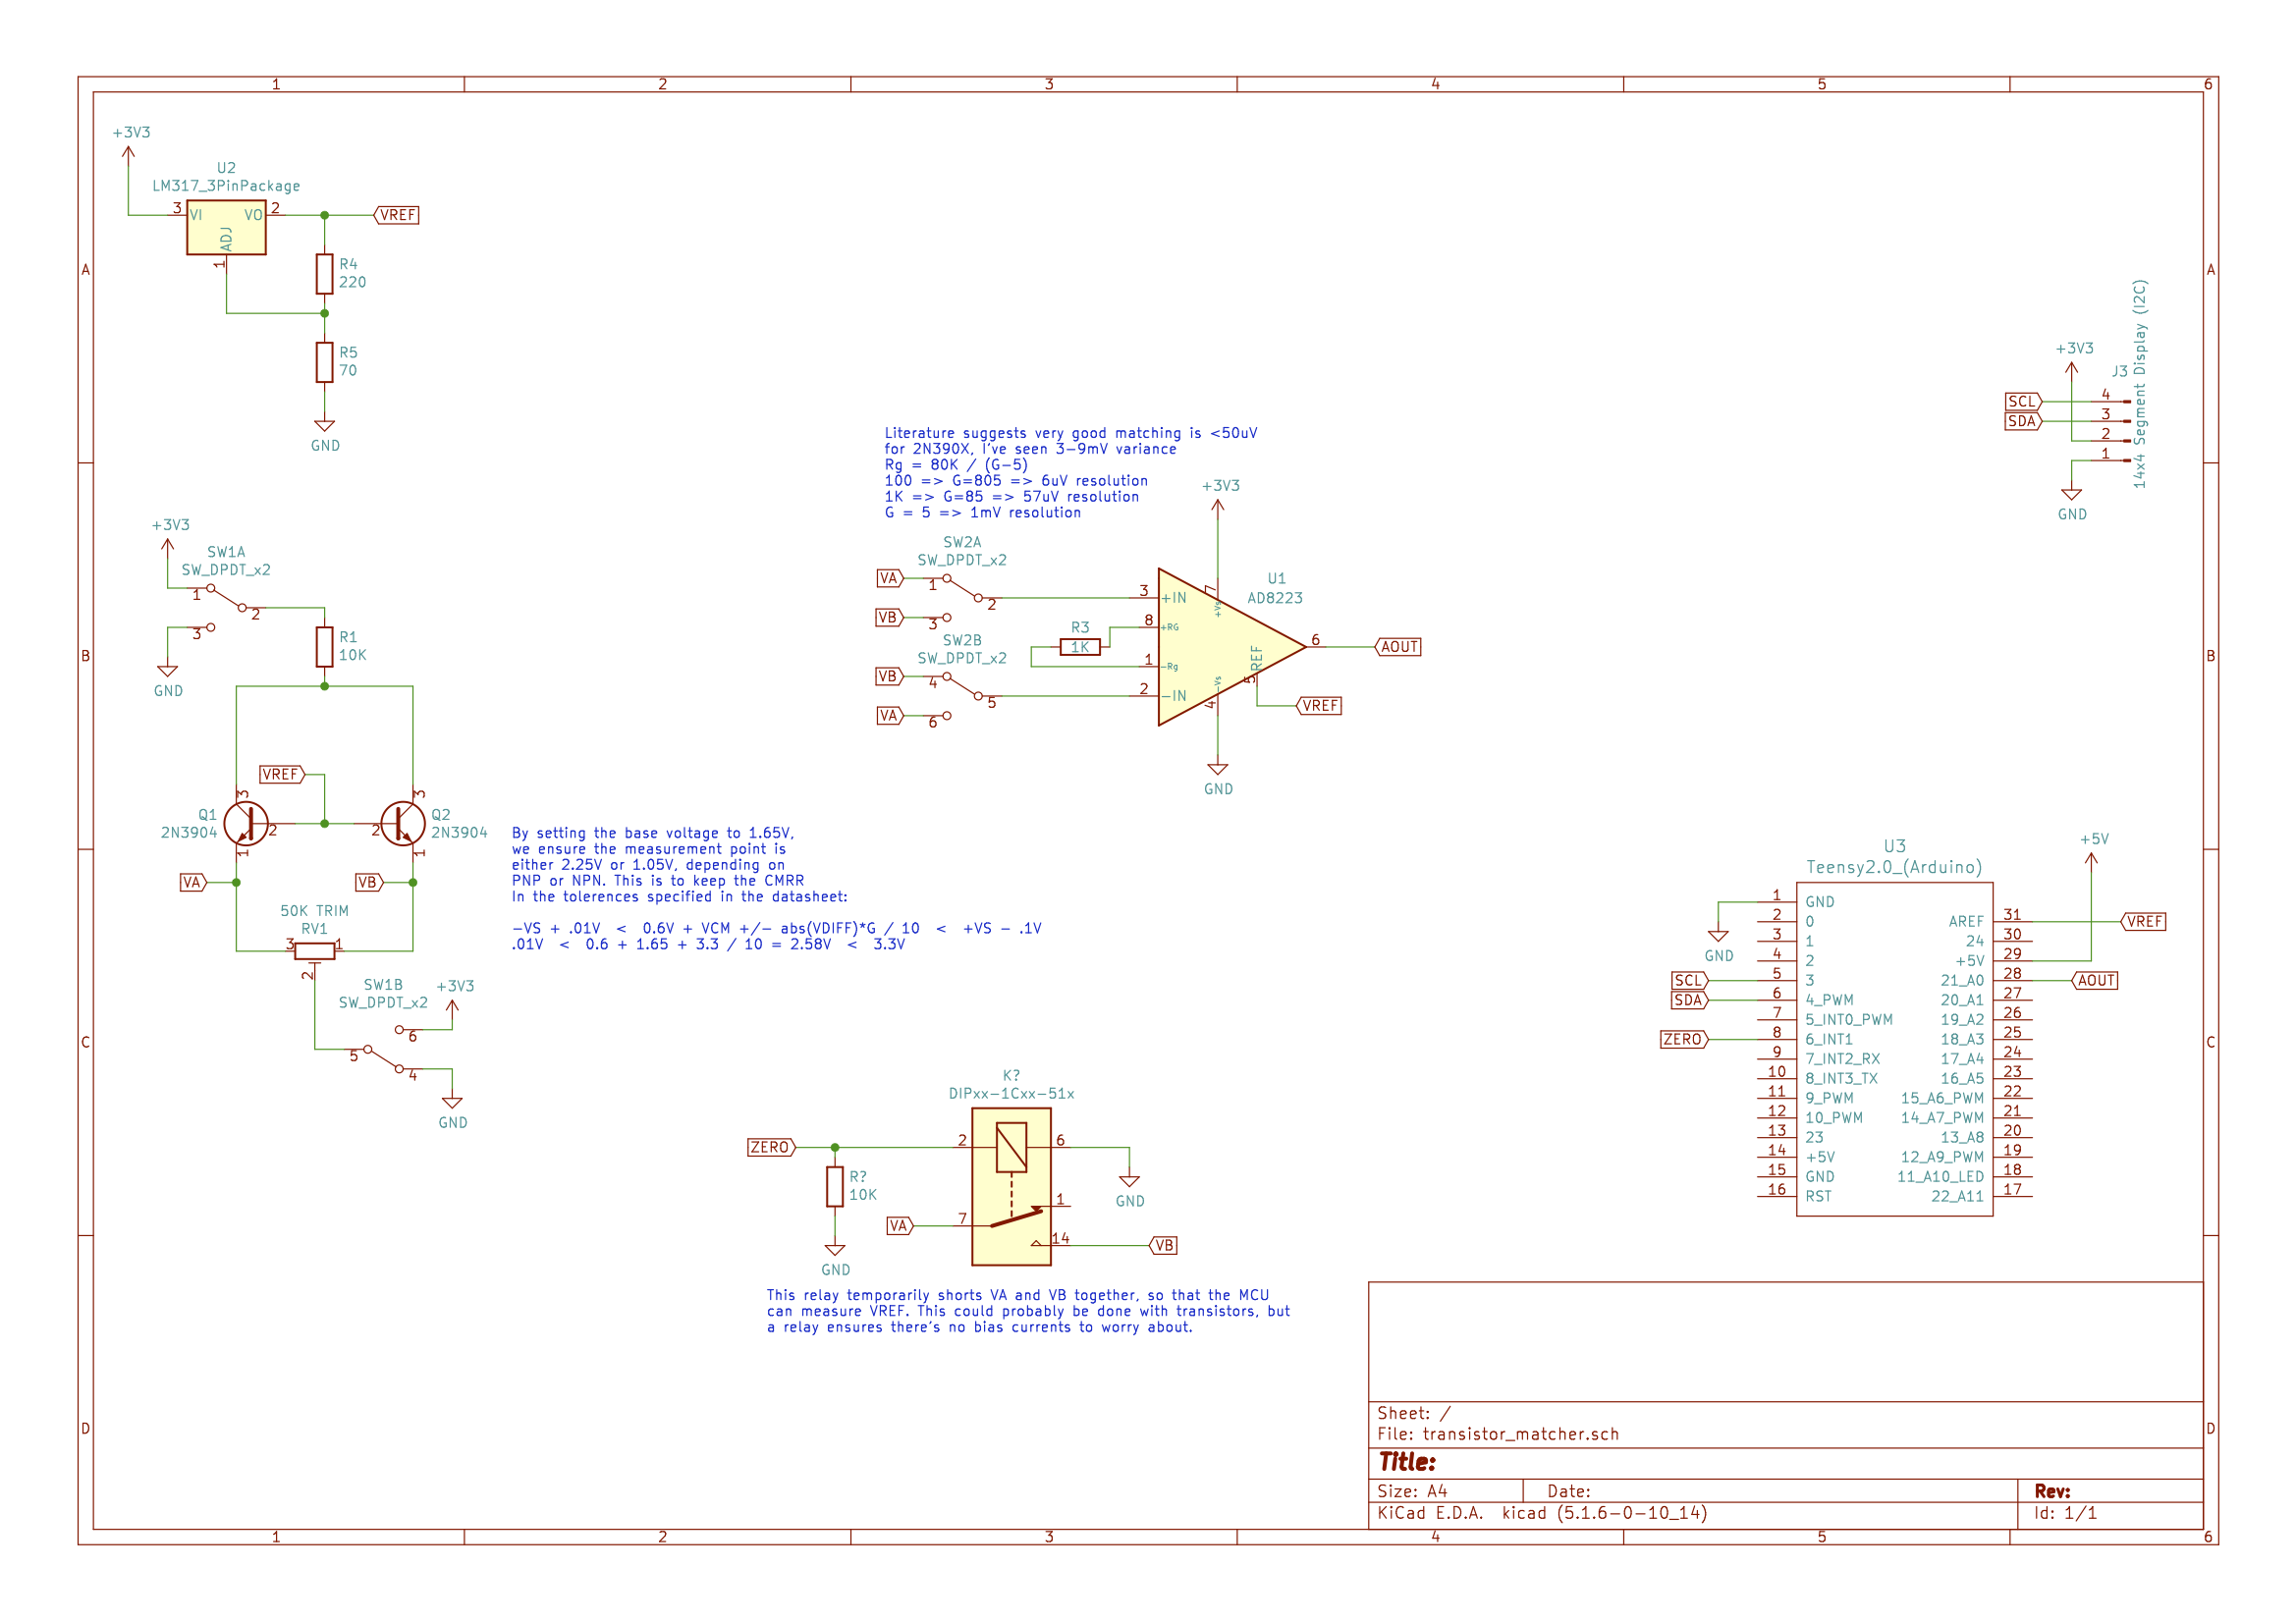 1 2 3 4 5 6
A A
B B
C C
D D
+3V3
U2
LM317_3PinPackage
3 VI VO 2
ADJ
1
VREF
R4
220
R5
70
GND
+3V3
SW1A
SW_DPDT_x2
1
2
3
GND
R1
10K
VREF
3
3
Q1
2N3904
2
2
Q2
2N3904
1
1
VA
VB
50K TRIM
RV1
3 1
2
SW1B
SW_DPDT_x2
+3V3
6
5
4
GND
Literature suggests very good matching is <50uV
for 2N390X, I've seen 3-9mV variance
Rg = 80K / (G-5)
100 => G=805 => 6uV resolution
1K => G=85 => 57uV resolution
G = 5 => 1mV resolution
SW2A
SW_DPDT_x2
VA
1
2
VB
3
SW2B
SW_DPDT_x2
VB
4
5
VA
6
R3
1K
+3V3
U1
AD8223
3 +IN
8 +RG
1 -Rg
2 -IN
7 +Vs
4 -Vs
5 REF
6
AOUT
VREF
GND
By setting the base voltage to 1.65V,
we ensure the measurement point is
either 2.25V or 1.05V, depending on
PNP or NPN. This is to keep the CMRR
In the tolerences specified in the datasheet:
-VS + .01V < 0.6V + VCM +/- abs(VDIFF)*G / 10 < +VS - .1V
.01V < 0.6 + 1.65 + 3.3 / 10 = 2.58V < 3.3V
K?
DIPxx-1Cxx-51x
ZERO
2
6
R?
10K
GND
GND
VA
7
1
14
VB
This relay temporarily shorts VA and VB together, so that the MCU
can measure VREF. This could probably be done with transistors, but
a relay ensures there's no bias currents to worry about.
+3V3
J3
14x4 Segment Display (I2C)
SCL 4
SDA 3
2
1
GND
U3
Teensy2.0_(Arduino)
+5V
GND
1 GND
2 0
3 1
4 2
SCL 5 3
SDA 6 4_PWM
7 5_INT0_PWM
ZERO 8 6_INT1
9 7_INT2_RX
10 8_INT3_TX
11 9_PWM
12 10_PWM
13 23
14 +5V
15 GND
16 RST
AREF 31 VREF
24 30
+5V 29
21_A0 28 AOUT
20_A1 27
19_A2 26
18_A3 25
17_A4 24
16_A5 23
15_A6_PWM 22
14_A7_PWM 21
13_A8 20
12_A9_PWM 19
11_A10_LED 18
22_A11 17
Sheet: /
File: transistor_matcher.sch
Title:
Size: A4 Date: Rev:
KiCad E.D.A. kicad (5.1.6-0-10_14) Id: 1/1
1 2 3 4 5 6